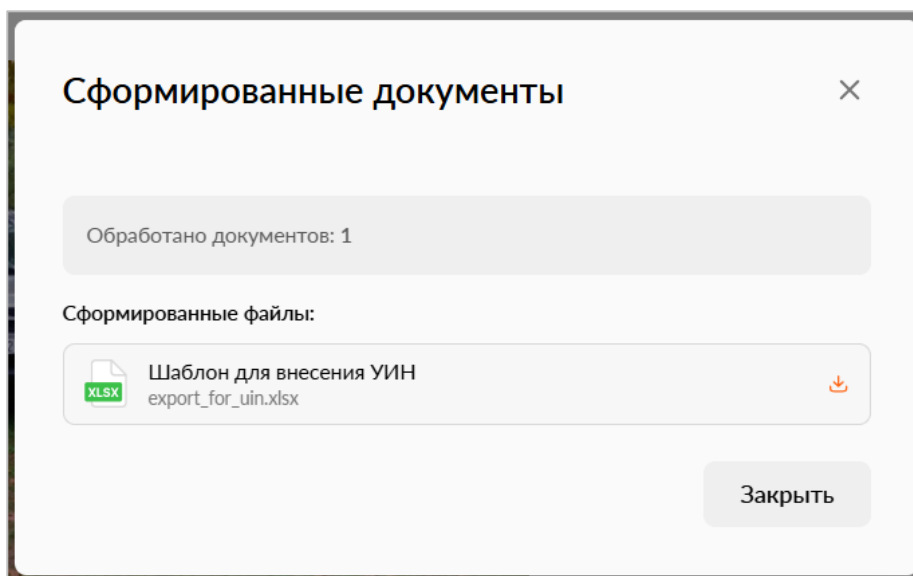 Сформированные документы
Обработано документов: 1
Сформированные файлы:
XLSX
Шаблон для внесения УИН
export_for_uin.xlsx
Закрыть